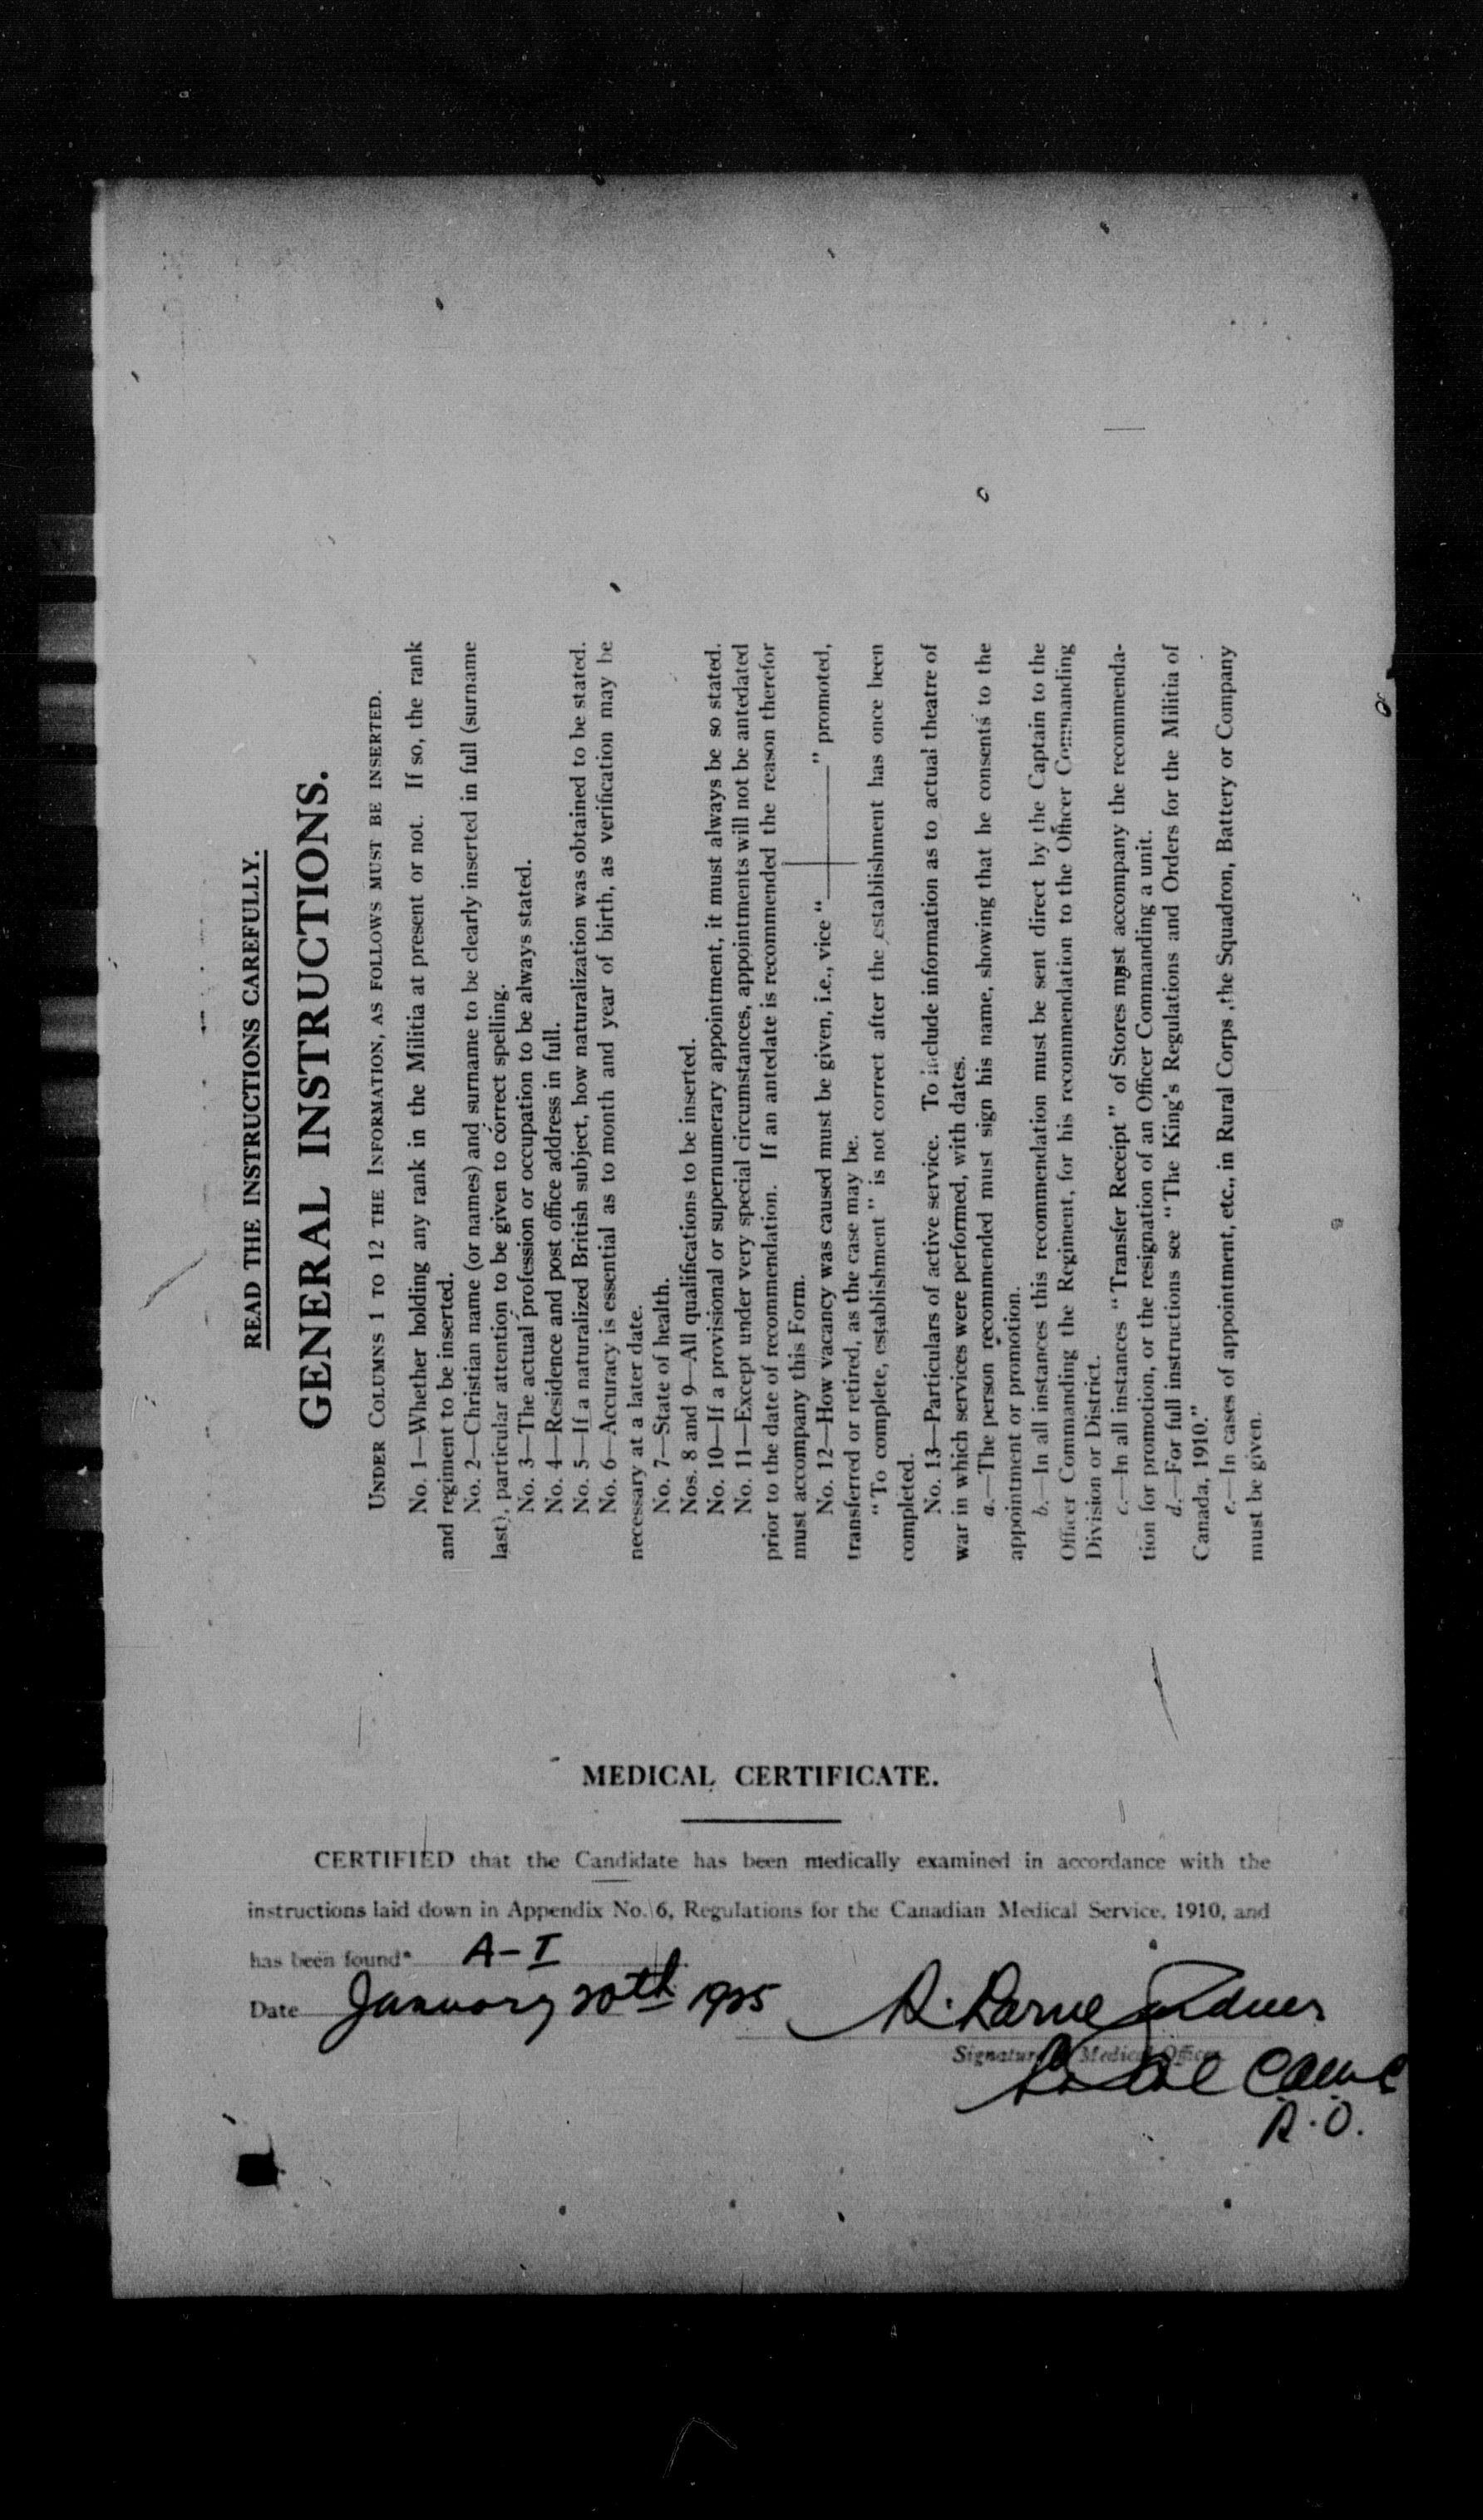 READ THE INSTRUCTIONS CAREFULLY.
GENERAL INSTRUCTIONS.
UNDER COLUMNS 1 TO 12 THE INFORMATION, AS FOLLOWS MUST BE INSERTED.
No. 1—Whether holding any rank in the Militia at present or not. If so, the rank
and regiment to be inserted.
No. 2—Christian name (or names) and surname to be clearly inserted in full (surname
last), particular attention to be given to correct spelling.
No. 3—The actual profession or occupation to be always stated.
No. 4—Residence and post office address in full.
No. 5—If a naturalized British subject, how naturalization was obtained to be stated.
No. 6—Accuracy is essential as to month and year of birth, as verification may be
necessary at a later date.
No. 7—State of health.
Nos. 8 and 9—All qualifications to be inserted.
No. 10—If a provisional or supernumerary appointment, it must always be so stated.
No. 11—Except under very special circumstances, appointments will not be antedated
prior to the date of recommendation. If an antedate is recommended the reason therefor
must accompany this Form.
No. 12—How vacancy was caused must be given, i.e., vice "————" promoted,
transferred or retired, as the case may be.
"To complete, establishment" is not correct after the establishment has once been
completed.
No. 13—Particulars of active service. To include information as to actual theatre of
war in which services were performed, with dates.
a.—The person recommended must sign his name, showing that he consents to the
appointment or promotion.
b.—In all instances this recommendation must be sent direct by the Captain to the
Officer Commanding the Regiment, for his recommendation to the Officer Commanding
Division or District.
c.—In all instances "Transfer Receipt" of Stores must accompany the recommenda-
tion for promotion, or the resignation of an Officer Commanding a unit.
d.—For full instructions see "The King's Regulations and Orders for the Militia of
Canada, 1910."
e.—In cases of appointment, etc., in Rural Corps, the Squadron, Battery or Company
must be given.
MEDICAL CERTIFICATE.
CERTIFIED that the Candidate has been medically examined in accordance with the
instructions laid down in Appendix No. 6, Regulations for the Canadian Medical Service, 1910, and
has been found* A-I
Date January 20th 1925
Signature Medical Officer
R.O.